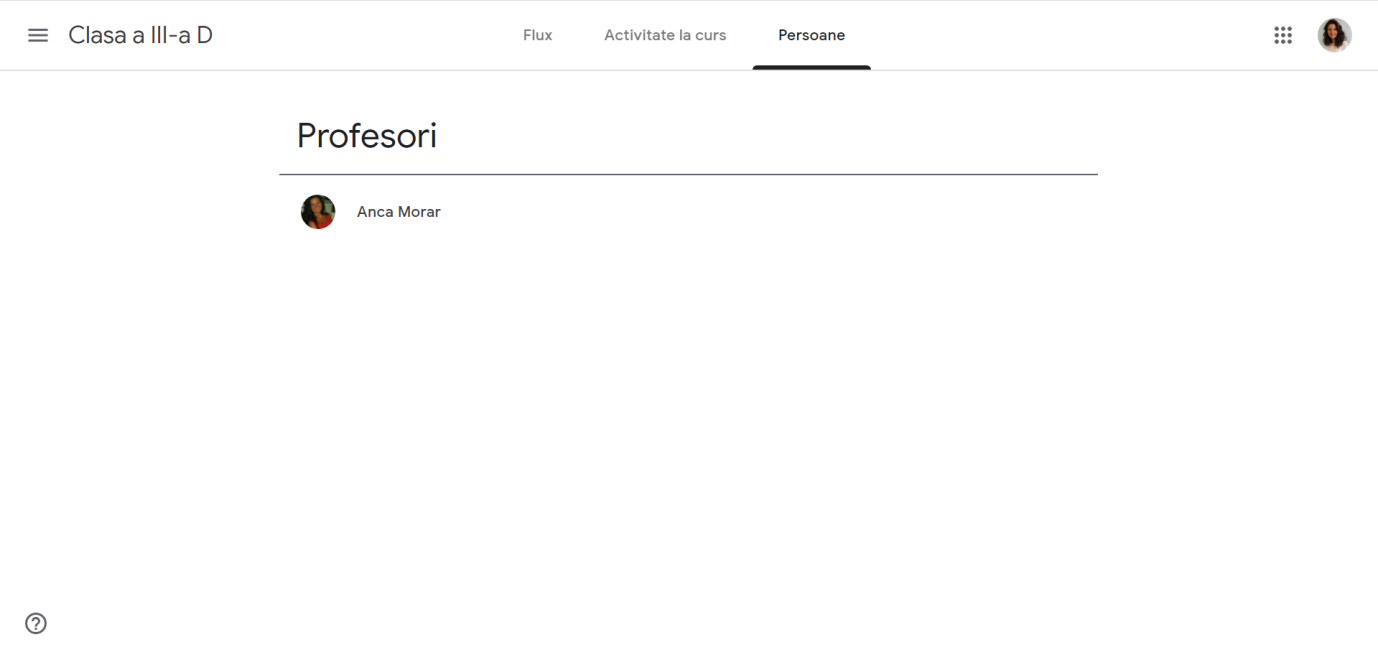 Clasa a III-a D
Flux
Activitate la curs
Persoane
Profesori
Anca Morar